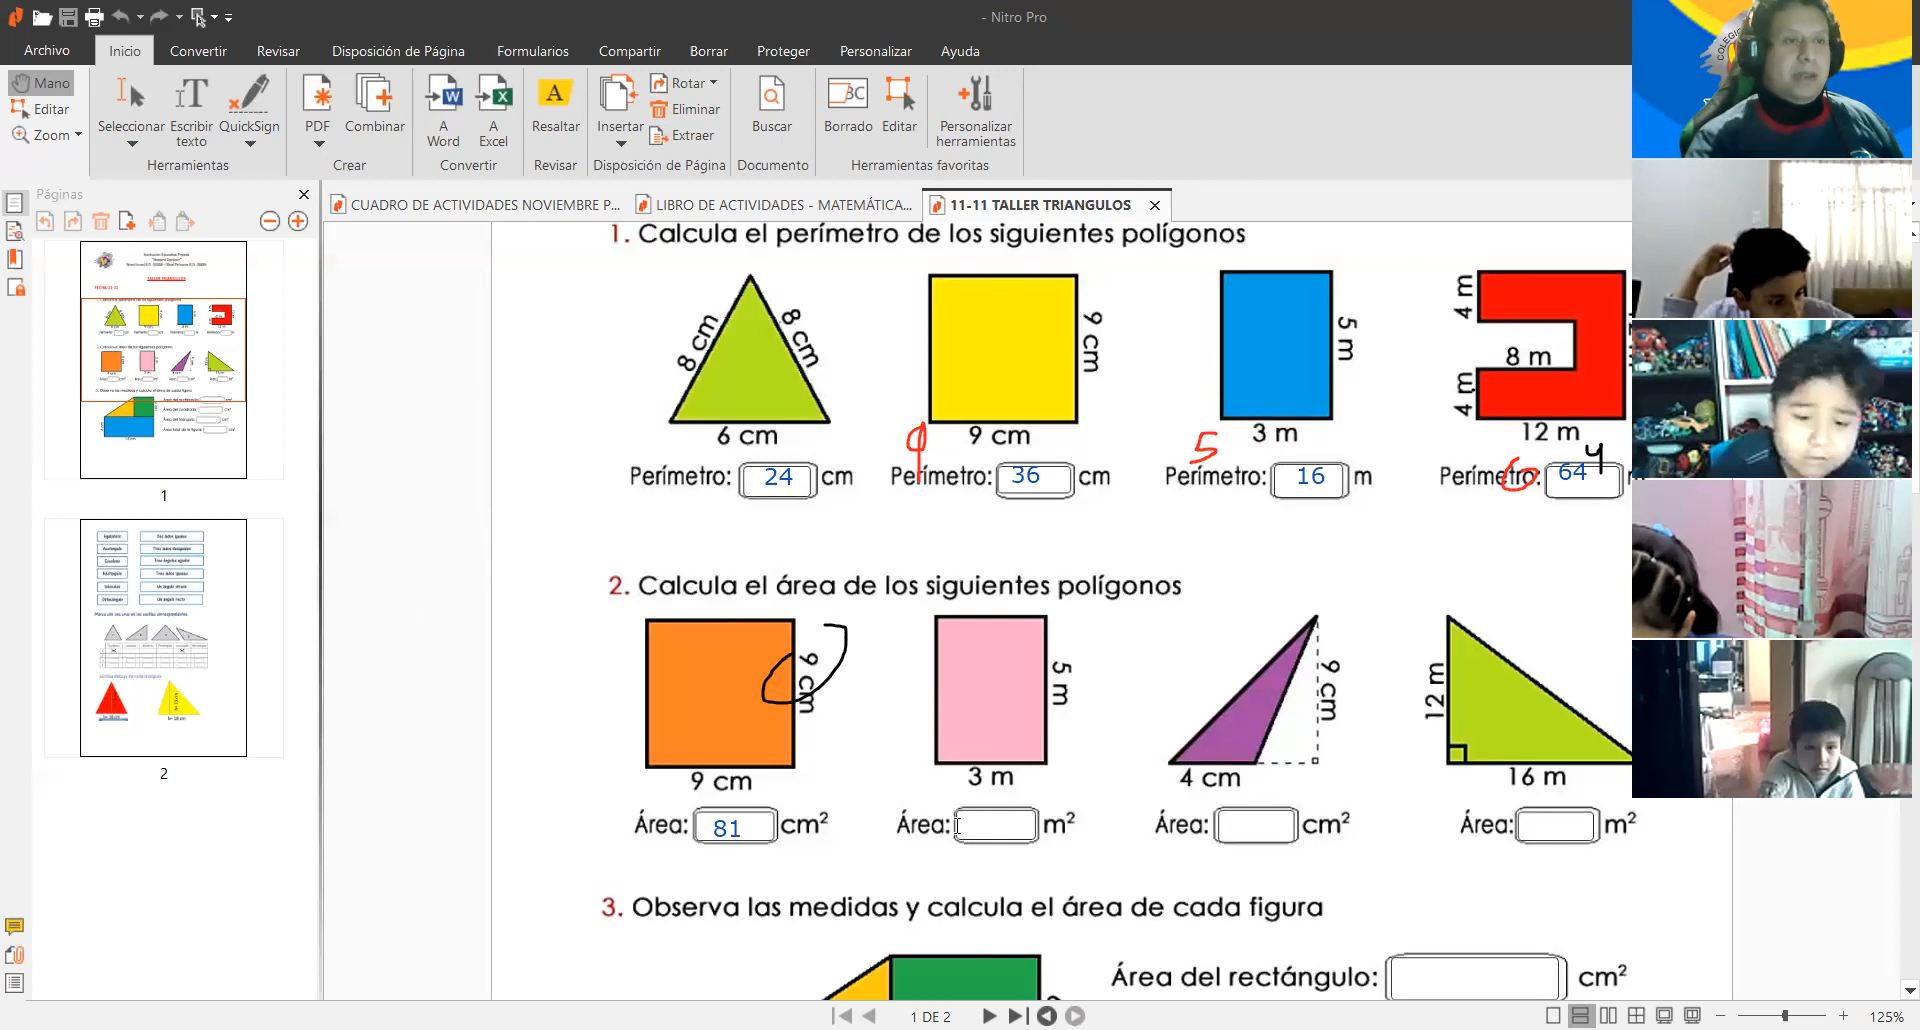 - Nitro Pro
Archivo Inicio Convertir Revisar Disposición de Página Formularios Compartir Borrar Proteger Personalizar Ayuda
Mano
Editar
Zoom
Seleccionar
Escribir texto
QuickSign
Herramientas
PDF
Combinar
Crear
A Word
A Excel
Convertir
Resaltar
Revisar
Insertar
Rotar
Eliminar
Extraer
Disposición de Página
Buscar
Documento
Borrado
Editar
Personalizar herramientas
Herramientas favoritas
Páginas
CUADRO DE ACTIVIDADES NOVIEMBRE P...
LIBRO DE ACTIVIDADES - MATEMÁTICA...
11-11 TALLER TRIANGULOS
TALLER TRIANGULOS
1
2
1. Calcula el perímetro de los siguientes polígonos
8 cm 8 cm 6 cm
9 cm 9 cm
5 m 3 m
4 m 8 m 4 m 12 m
9 5 6 4
Perímetro: 24 cm Perímetro: 36 cm Perímetro: 16 m Perímetro: 64
2. Calcula el área de los siguientes polígonos
9 cm 9 cm
5 m 3 m
9 cm 4 cm
12 m 16 m
Área: 81 cm² Área: m² Área: cm² Área: m²
3. Observa las medidas y calcula el área de cada figura
Área del rectángulo: cm²
1 DE 2
125%